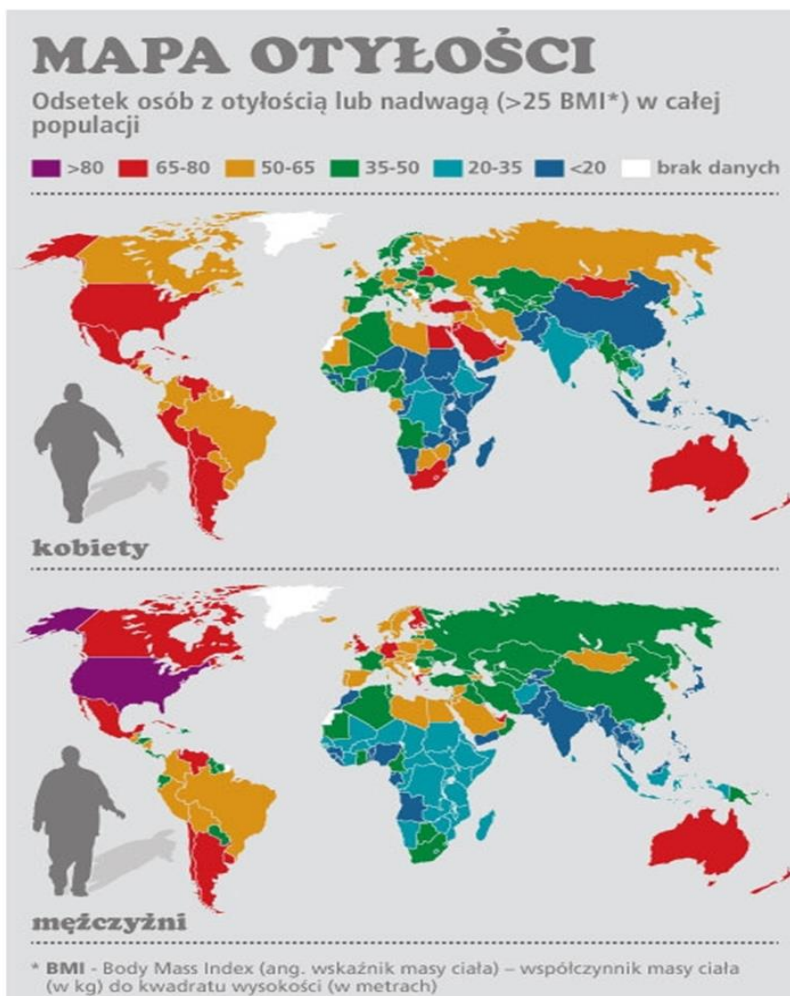 MAPA OTYŁOŚCI
Odsetek osób z otyłością lub nadwagą (>25 BMI*) w całej
populacji
>80 65-80 50-65 35-50 20-35 <20 brak danych
kobiety
mężczyźni
* BMI - Body Mass Index (ang. wskaźnik masy ciała) – współczynnik masy ciała
(w kg) do kwadratu wysokości (w metrach)